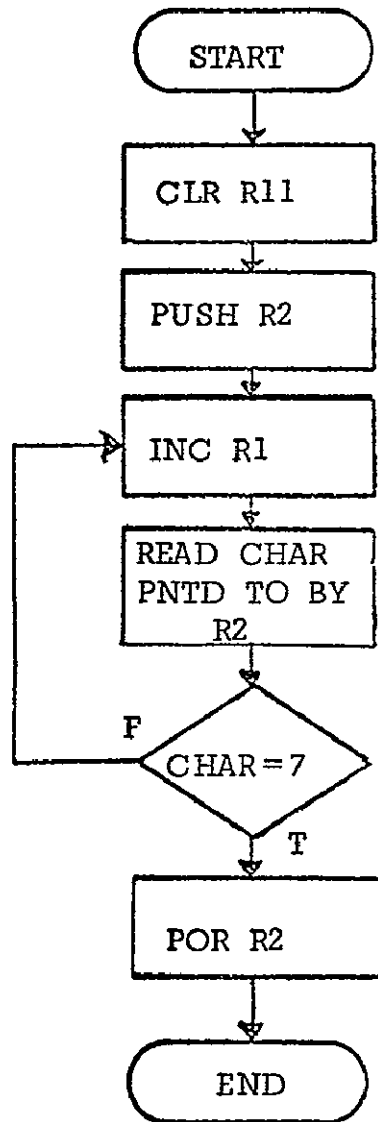 START
CLR R11
PUSH R2
INC R1
READ CHAR
PNTD TO BY
R2
F
CHAR=7
T
POR R2
END